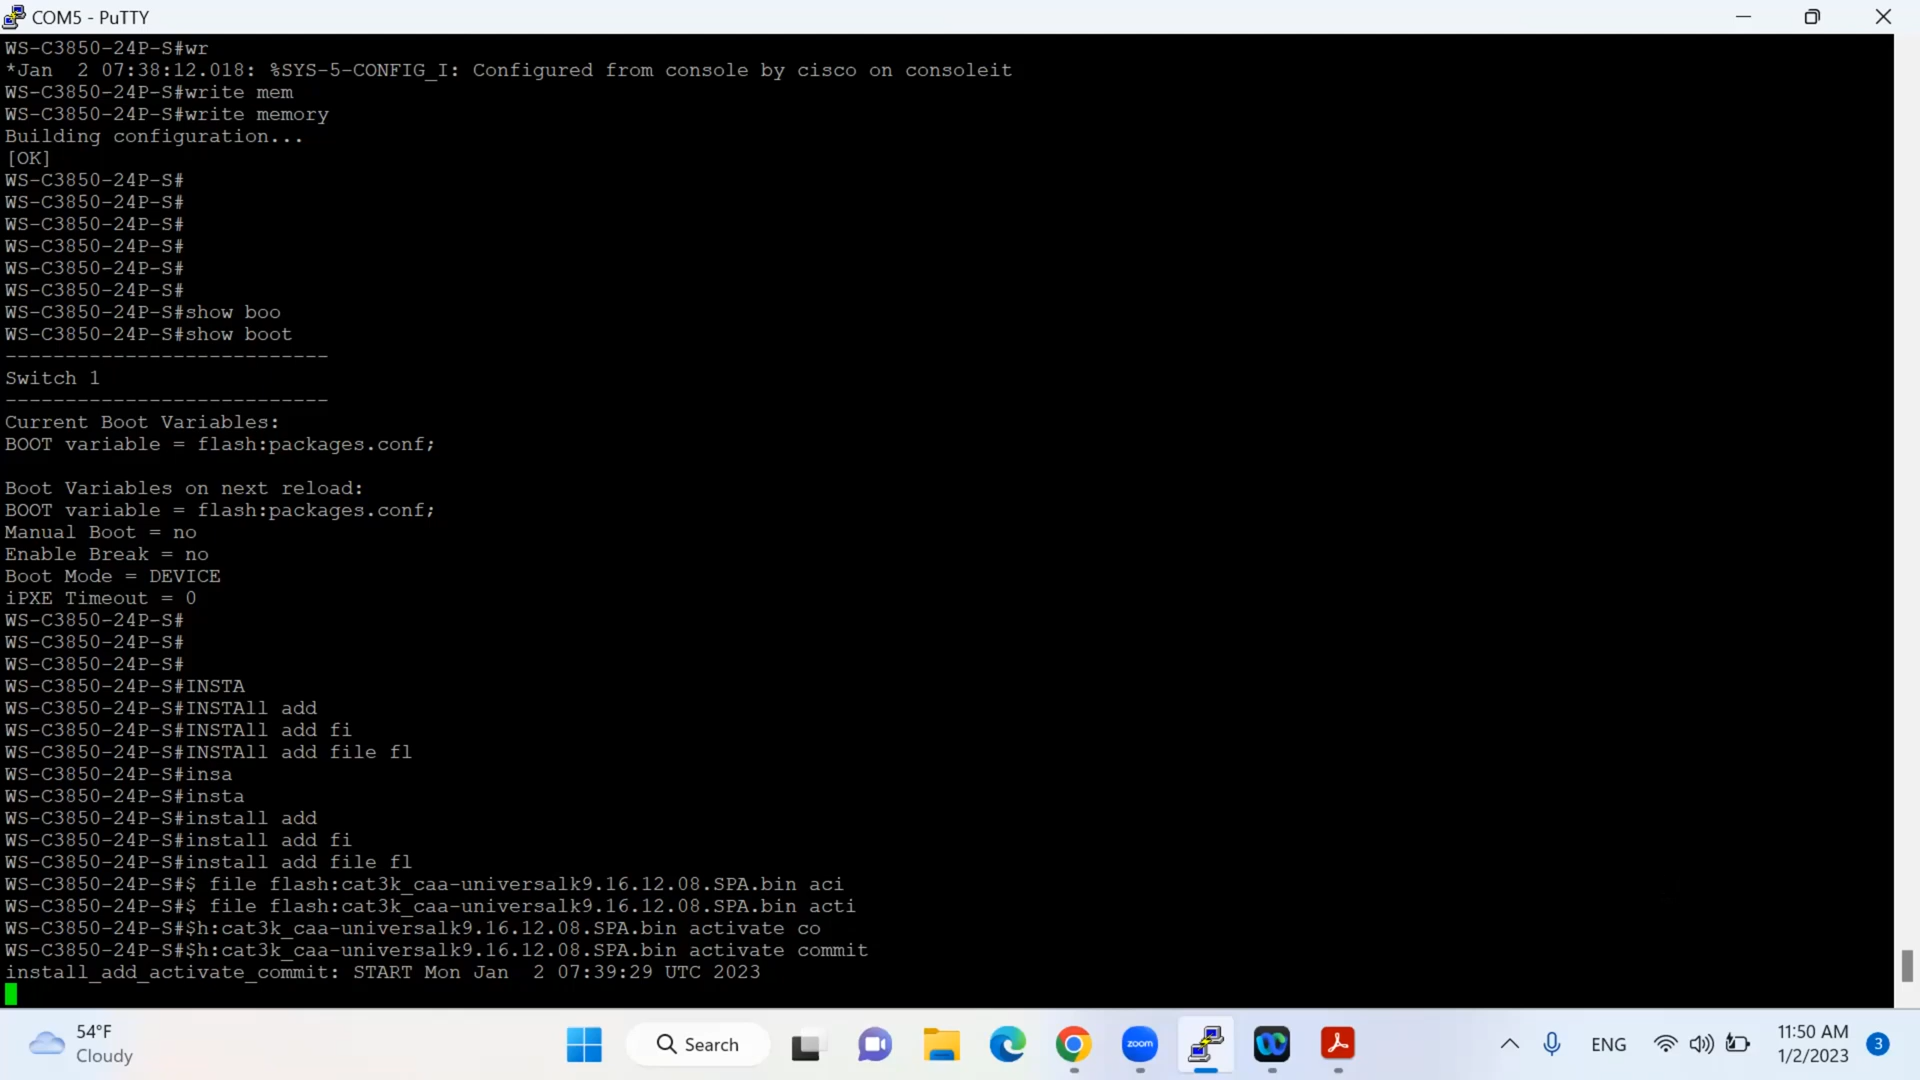 COM5 - PuTTY
WS-C3850-24P-S#wr
*Jan  2 07:38:12.018: %SYS-5-CONFIG_I: Configured from console by cisco on consoleit
WS-C3850-24P-S#write mem
WS-C3850-24P-S#write memory
Building configuration...
[OK]
WS-C3850-24P-S#
WS-C3850-24P-S#
WS-C3850-24P-S#
WS-C3850-24P-S#
WS-C3850-24P-S#
WS-C3850-24P-S#
WS-C3850-24P-S#show boo
WS-C3850-24P-S#show boot
---------------------------
Switch 1
---------------------------
Current Boot Variables:
BOOT variable = flash:packages.conf;
Boot Variables on next reload:
BOOT variable = flash:packages.conf;
Manual Boot = no
Enable Break = no
Boot Mode = DEVICE
iPXE Timeout = 0
WS-C3850-24P-S#
WS-C3850-24P-S#
WS-C3850-24P-S#
WS-C3850-24P-S#INSTA
WS-C3850-24P-S#INSTAll add
WS-C3850-24P-S#INSTAll add fi
WS-C3850-24P-S#INSTAll add file fl
WS-C3850-24P-S#insa
WS-C3850-24P-S#insta
WS-C3850-24P-S#install add
WS-C3850-24P-S#install add fi
WS-C3850-24P-S#install add file fl
WS-C3850-24P-S#$ file flash:cat3k_caa-universalk9.16.12.08.SPA.bin aci
WS-C3850-24P-S#$ file flash:cat3k_caa-universalk9.16.12.08.SPA.bin acti
WS-C3850-24P-S#$h:cat3k_caa-universalk9.16.12.08.SPA.bin activate co
WS-C3850-24P-S#$h:cat3k_caa-universalk9.16.12.08.SPA.bin activate commit
install_add_activate_commit: START Mon Jan  2 07:39:29 UTC 2023
54°F
Cloudy
Search
zoom
ENG
11:50 AM
1/2/2023
3